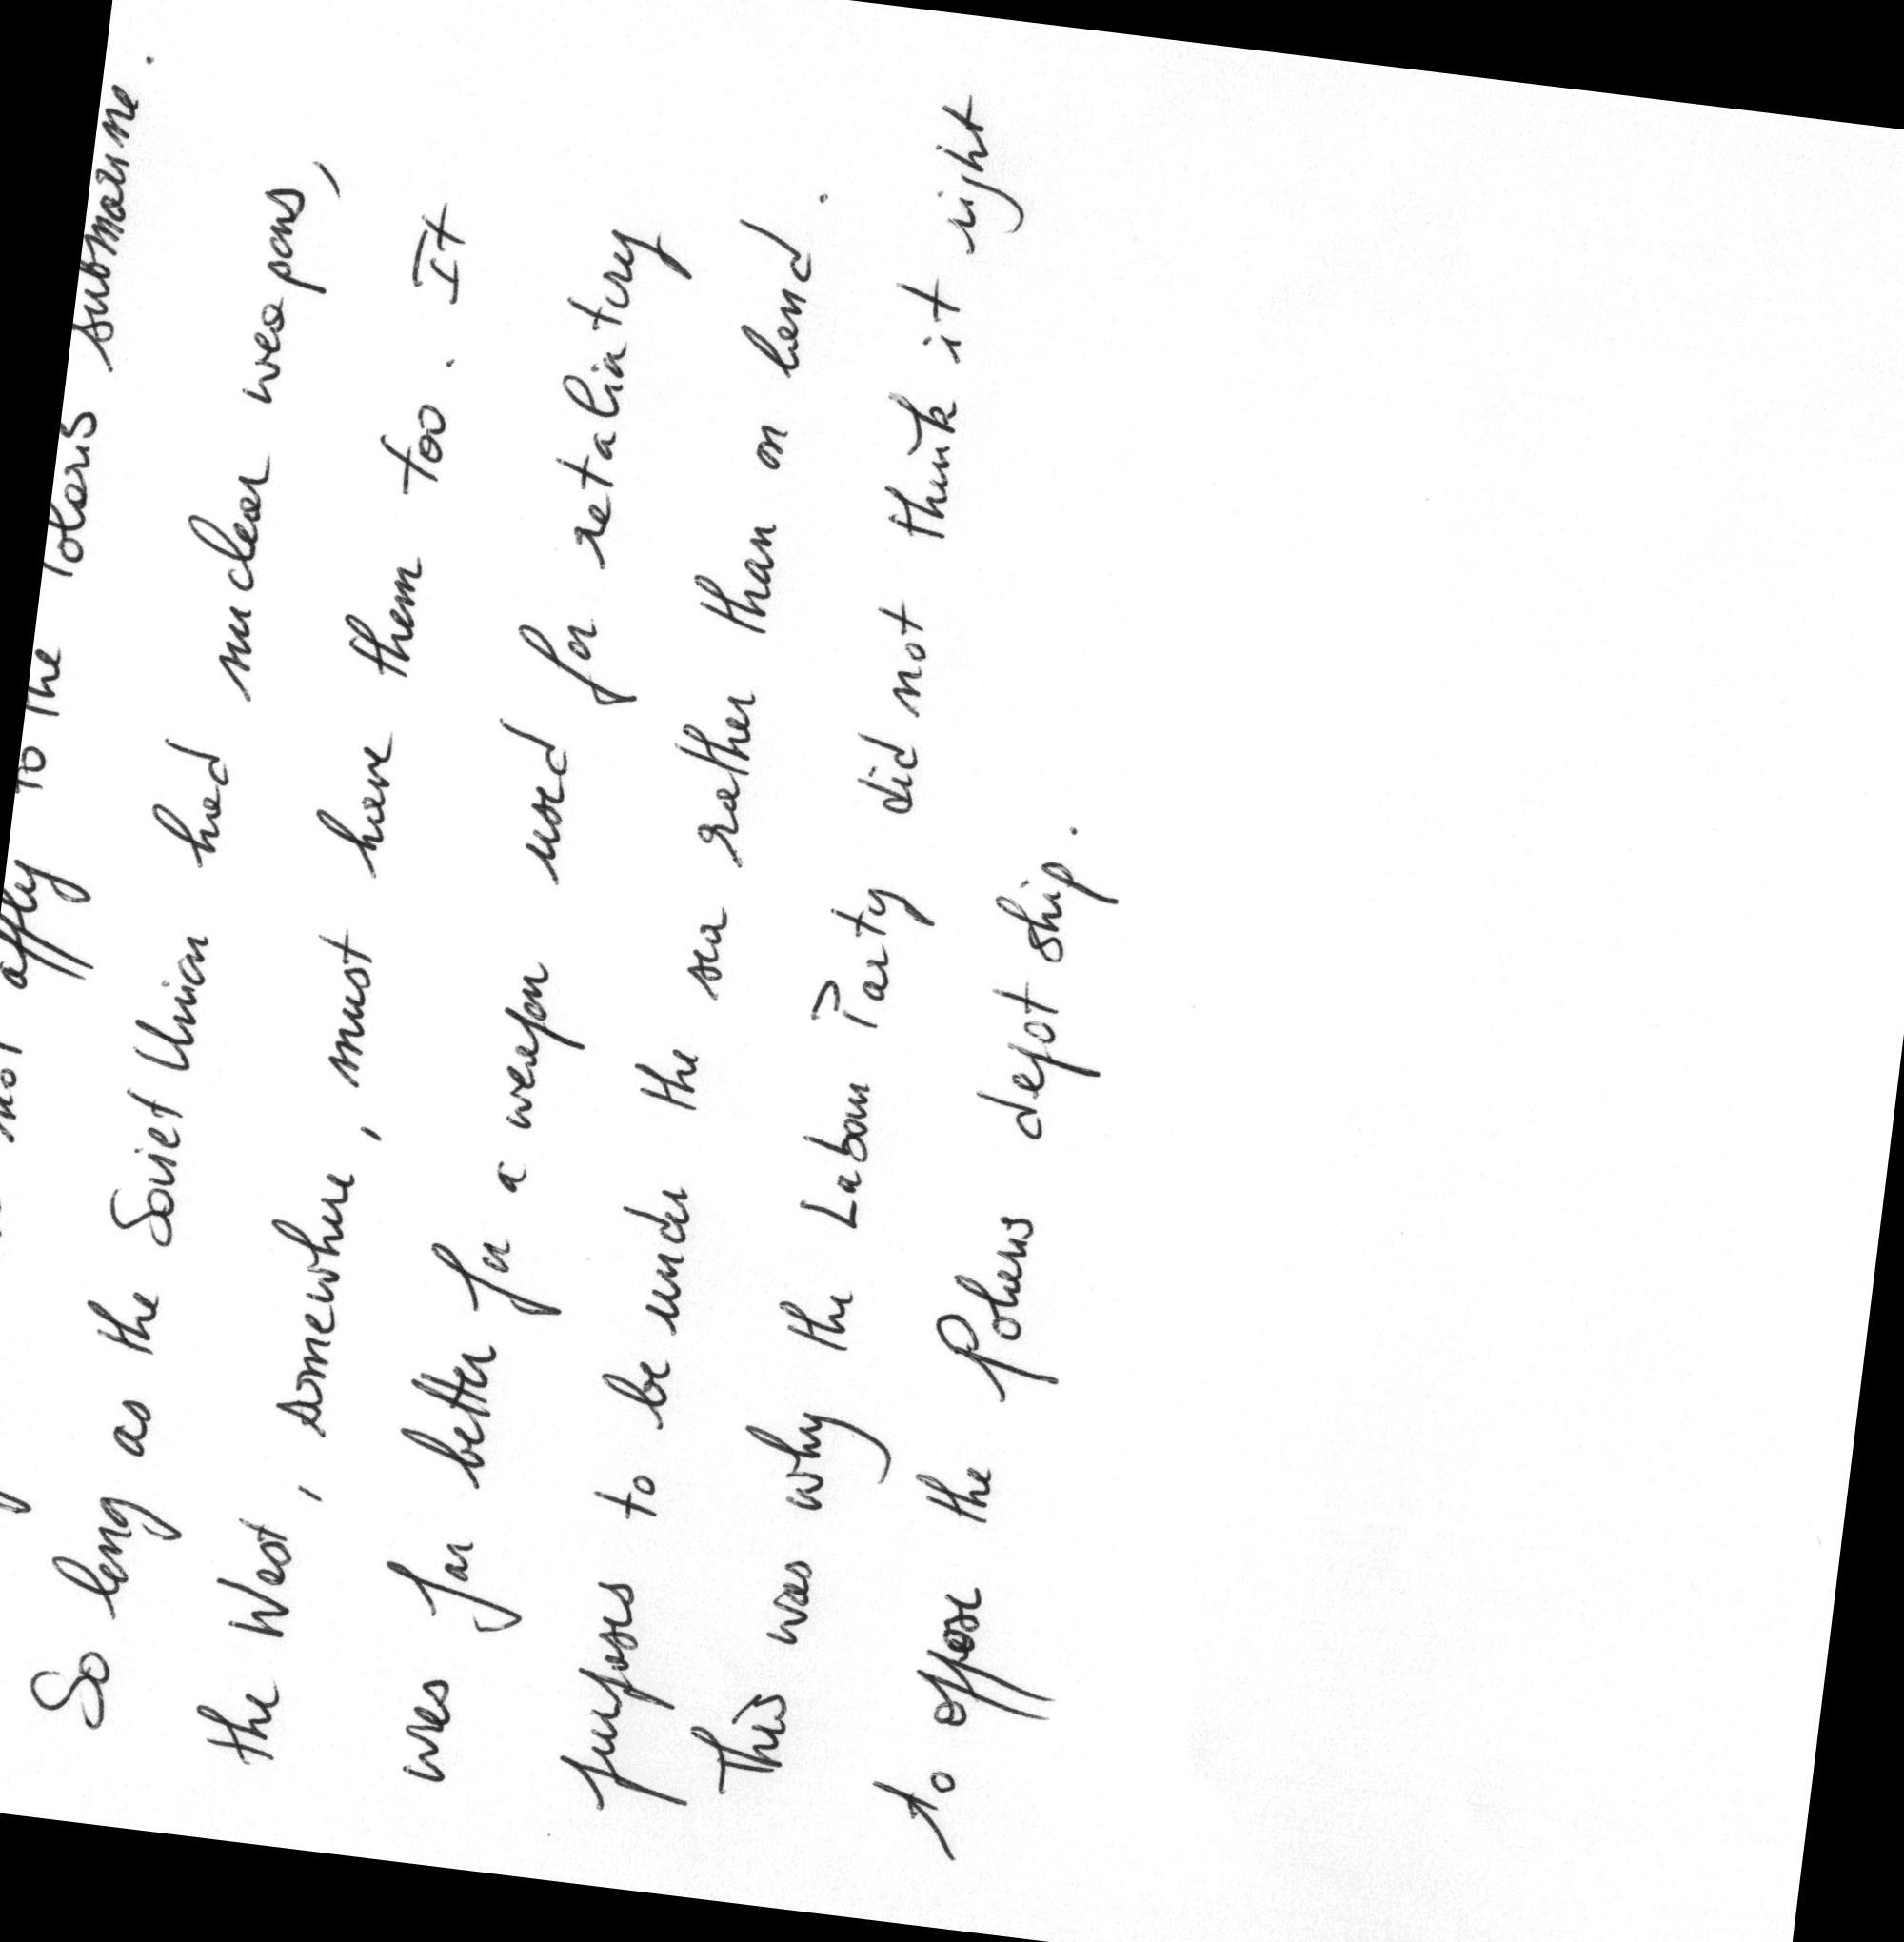 not apply to the Polaris submarine.
So long as the Soviet Union had nuclear weapons,
the West, somewhere, must have them too. It
was far better for a weapon used for retaliatory
purposes to be under the sea rather than on land.
This was why the Labour Party did not think it right
to oppose the Polaris depot ship.